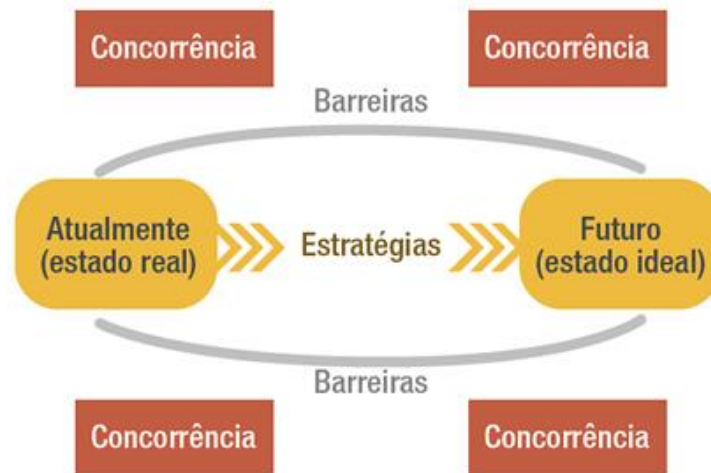 Concorrência
Concorrência
Barreiras
Atualmente
(estado real)
Estratégias
Futuro
(estado ideal)
Barreiras
Concorrência
Concorrência